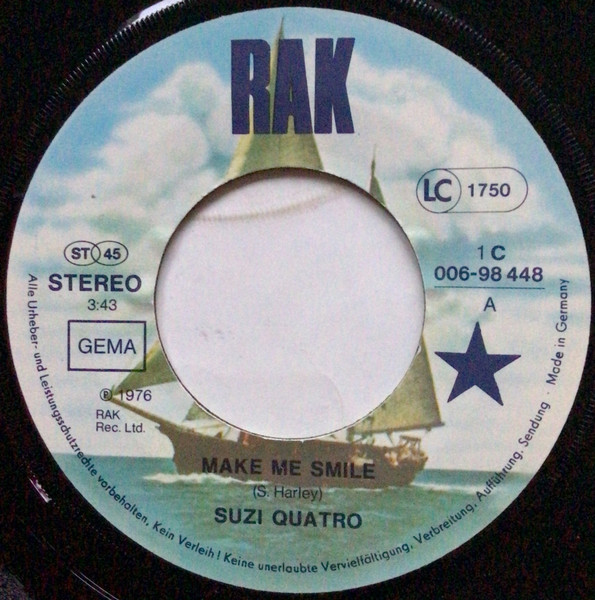 RAK
LC 1750
ST 45
STEREO
3:43
GEMA
℗ 1976
RAK
Rec. Ltd.
1 C
006-98 448
A
MAKE ME SMILE
(S. Harley)
SUZI QUATRO
Alle Urheber- und Leistungsschutzrechte vorbehalten, Kein Verleih! Keine unerlaubte Vervielfältigung, Verbreitung, Aufführung, Sendung · Made in Germany